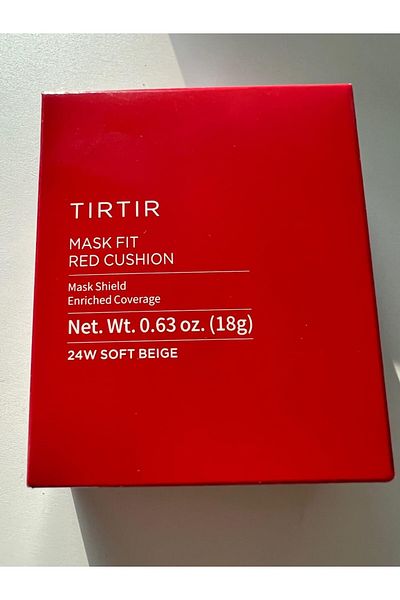 TIRTIR
MASK FIT
RED CUSHION
Mask Shield
Enriched Coverage
Net. Wt. 0.63 oz. (18g)
24W SOFT BEIGE